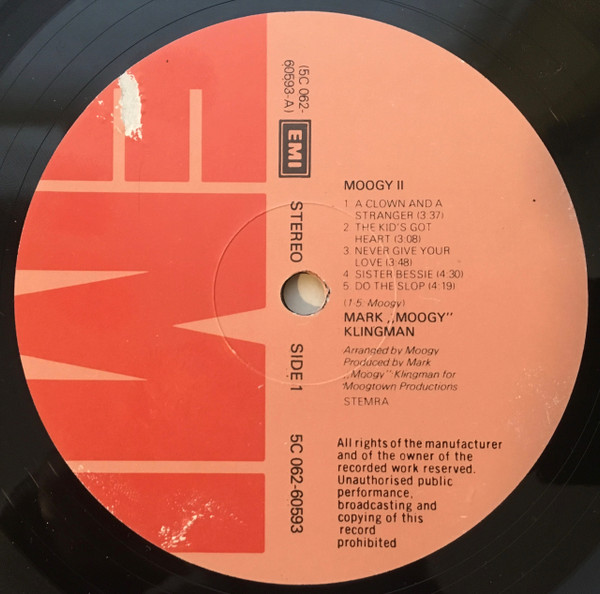 (5C 062-
60593-A)
EMI
STEREO
SIDE 1
5C 062-60593
MOOGY II
1. A CLOWN AND A
STRANGER (3:37)
2. THE KID'S GOT
HEART (3:08)
3. NEVER GIVE YOUR
LOVE (3:48)
4 SISTER BESSIE (4:30)
5. DO THE SLOP (4:19)
(1-5: Moogy)
MARK ,,MOOGY"
KLINGMAN
Arranged by Moogy
Produced by Mark
,,Moogy" Klingman for
Moogtown Productions
STEMRA
All rights of the manufacturer
and of the owner of the
recorded work reserved.
Unauthorised public
performance,
broadcasting and
copying of this
record
prohibited
EMI